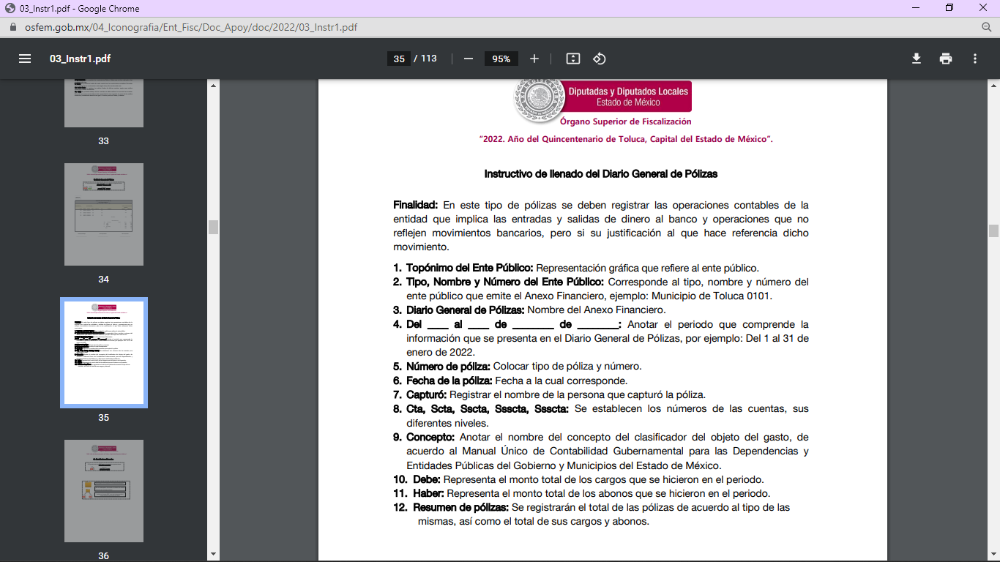 03_Instr1.pdf - Google Chrome
osfem.gob.mx/04_Iconografia/Ent_Fisc/Doc_Apoy/doc/2022/03_Instr1.pdf
03_Instr1.pdf
35 / 113
95%
33
34
35
36
Diputadas y Diputados Locales
Estado de México
Órgano Superior de Fiscalización
"2022. Año del Quincentenario de Toluca, Capital del Estado de México".
Instructivo de llenado del Diario General de Pólizas
Finalidad: En este tipo de pólizas se deben registrar las operaciones contables de la
entidad que implica las entradas y salidas de dinero al banco y operaciones que no
reflejen movimientos bancarios, pero si su justificación al que hace referencia dicho
movimiento.
1. Topónimo del Ente Público: Representación gráfica que refiere al ente público.
2. Tipo, Nombre y Número del Ente Público: Corresponde al tipo, nombre y número del
ente público que emite el Anexo Financiero, ejemplo: Municipio de Toluca 0101.
3. Diario General de Pólizas: Nombre del Anexo Financiero.
4. Del ____ al ____ de ________ de ________: Anotar el periodo que comprende la
información que se presenta en el Diario General de Pólizas, por ejemplo: Del 1 al 31 de
enero de 2022.
5. Número de póliza: Colocar tipo de póliza y número.
6. Fecha de la póliza: Fecha a la cual corresponde.
7. Capturó: Registrar el nombre de la persona que capturó la póliza.
8. Cta, Scta, Sscta, Ssscta, Ssscta: Se establecen los números de las cuentas, sus
diferentes niveles.
9. Concepto: Anotar el nombre del concepto del clasificador del objeto del gasto, de
acuerdo al Manual Único de Contabilidad Gubernamental para las Dependencias y
Entidades Públicas del Gobierno y Municipios del Estado de México.
10. Debe: Representa el monto total de los cargos que se hicieron en el periodo.
11. Haber: Representa el monto total de los abonos que se hicieron en el periodo.
12. Resumen de pólizas: Se registrarán el total de las pólizas de acuerdo al tipo de las
mismas, así como el total de sus cargos y abonos.